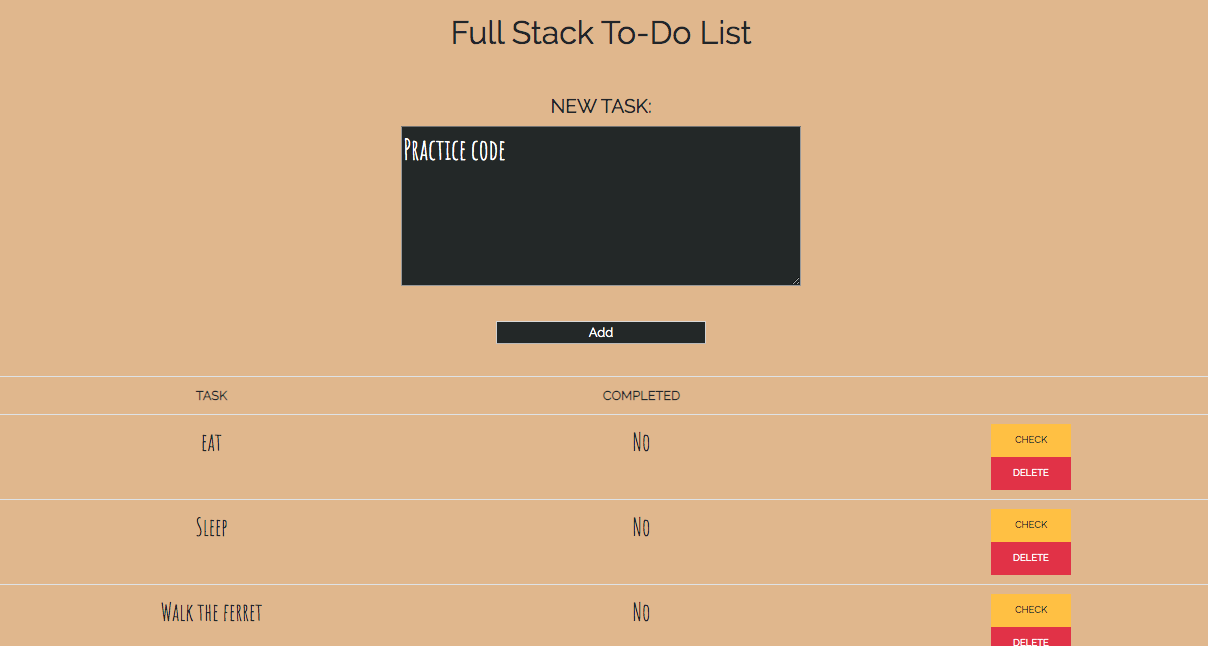 Full Stack To-Do List
NEW TASK:
Practice code
Add
TASK COMPLETED
eat No CHECK
DELETE
Sleep No CHECK
DELETE
Walk the ferret No CHECK
DELETE